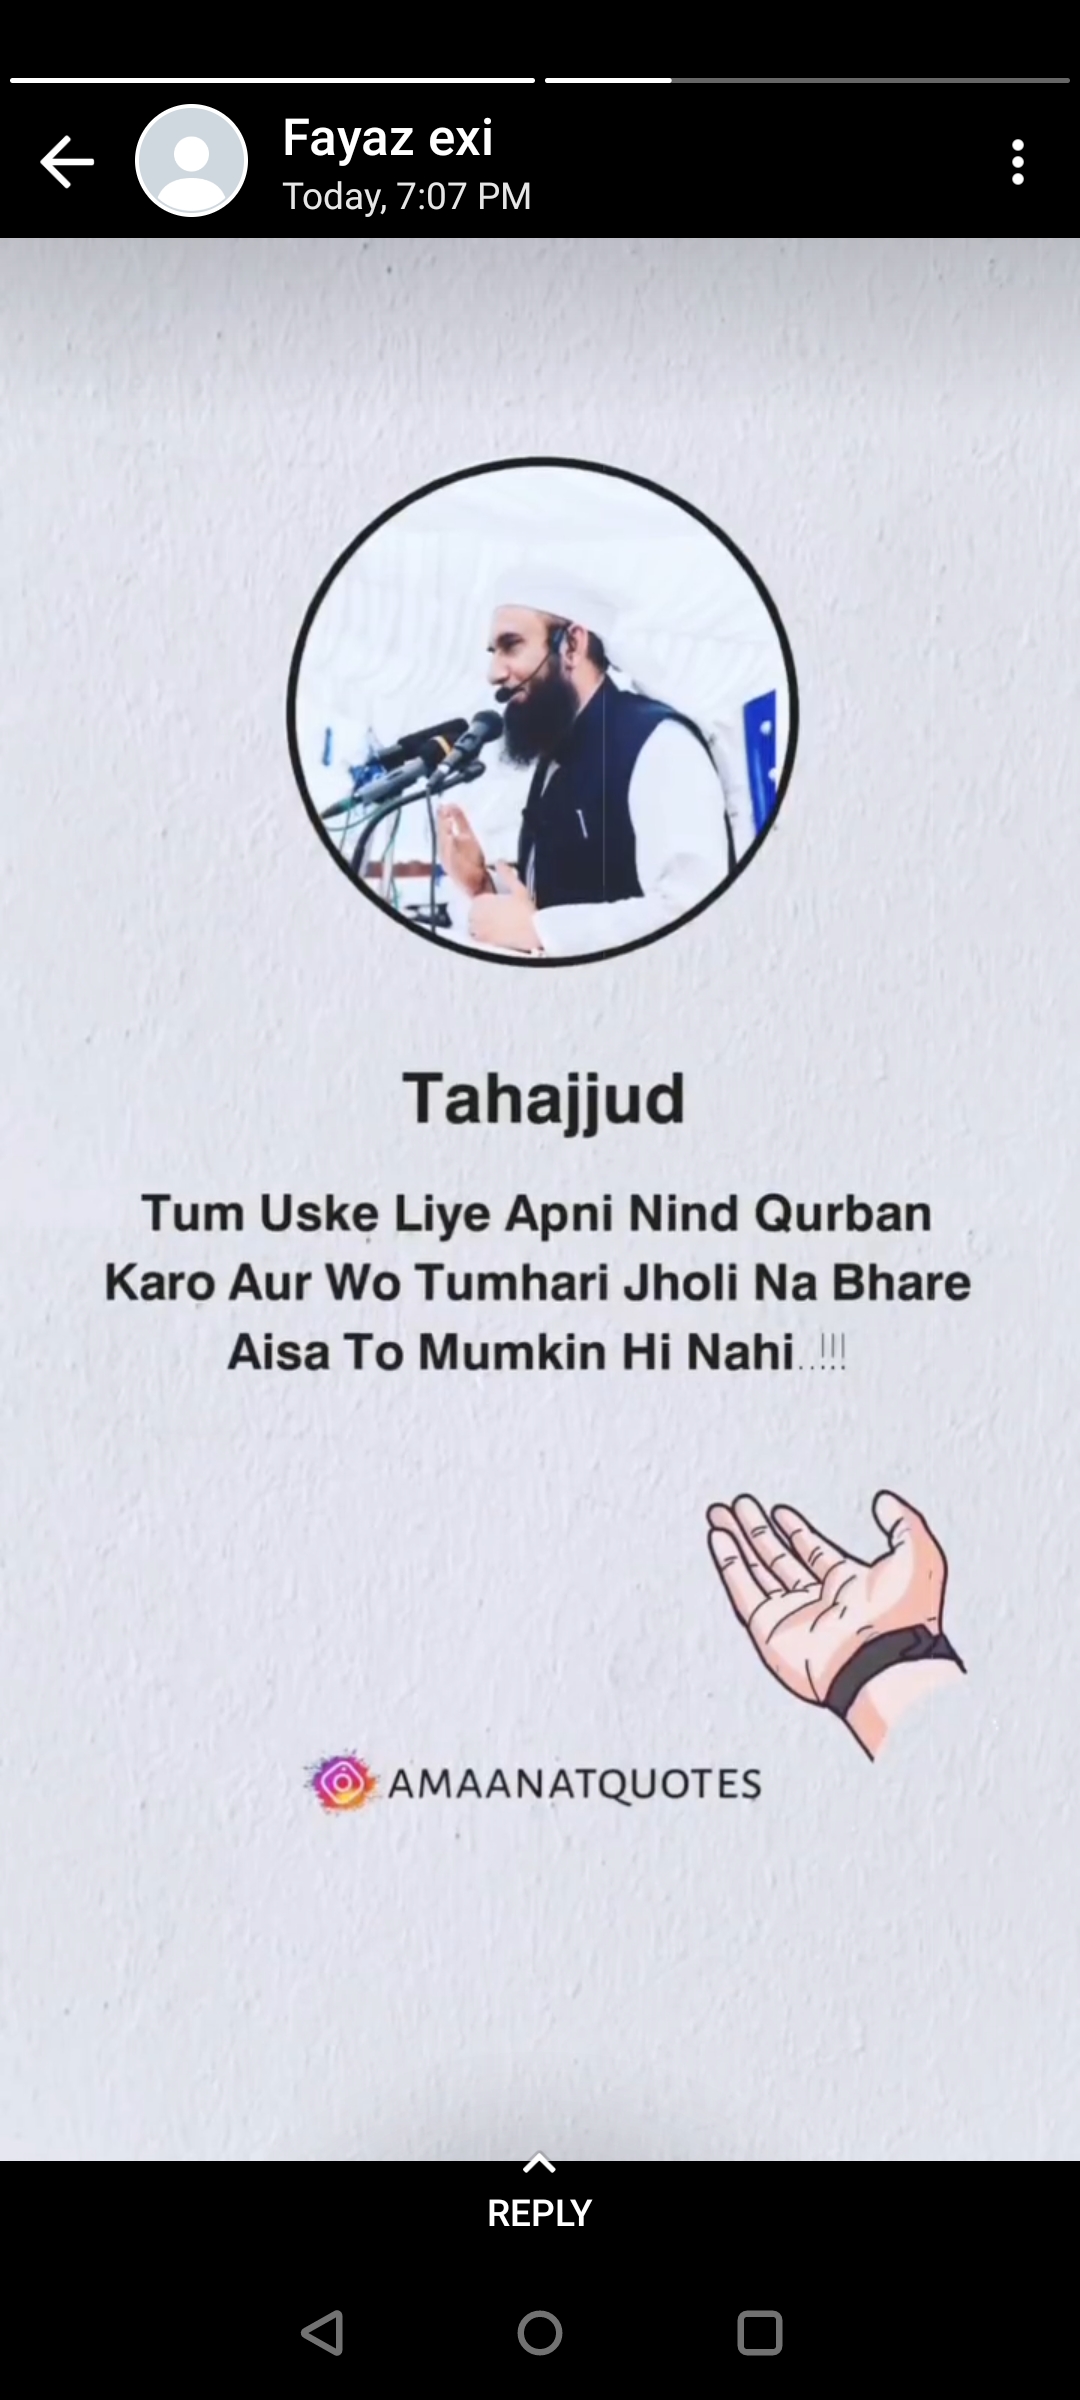 Fayaz exi
Today, 7:07 PM
Tahajjud
Tum Uske Liye Apni Nind Qurban
Karo Aur Wo Tumhari Jholi Na Bhare
Aisa To Mumkin Hi Nahi..!!!
AMAANATQUOTES
REPLY